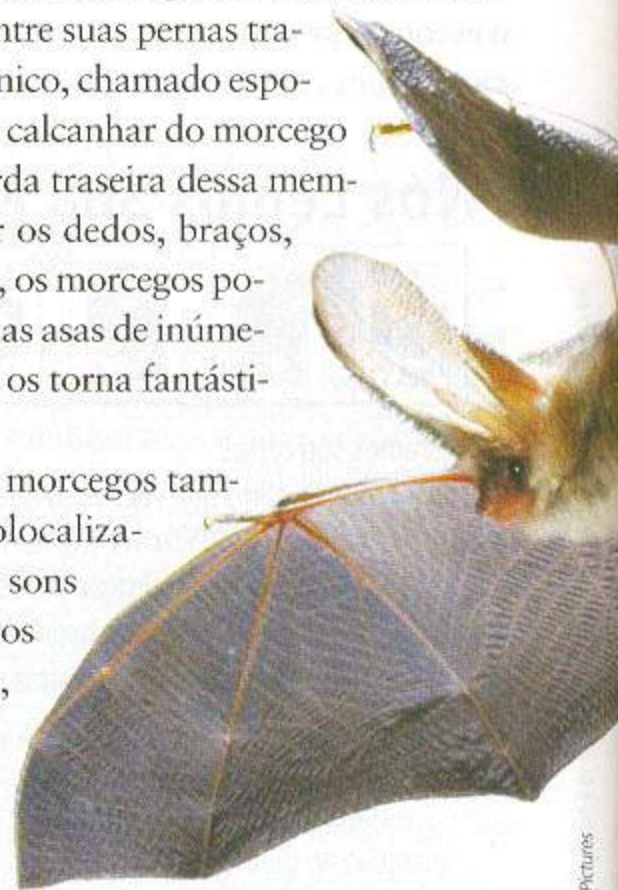 ntre suas pernas tra-
nico, chamado espo-
calcanhar do morcego
rda traseira dessa mem-
r os dedos, braços,
, os morcegos po-
as asas de inúme-
os torna fantásti-
morcegos tam-
olocaliza-
sons
os
,
Pictures